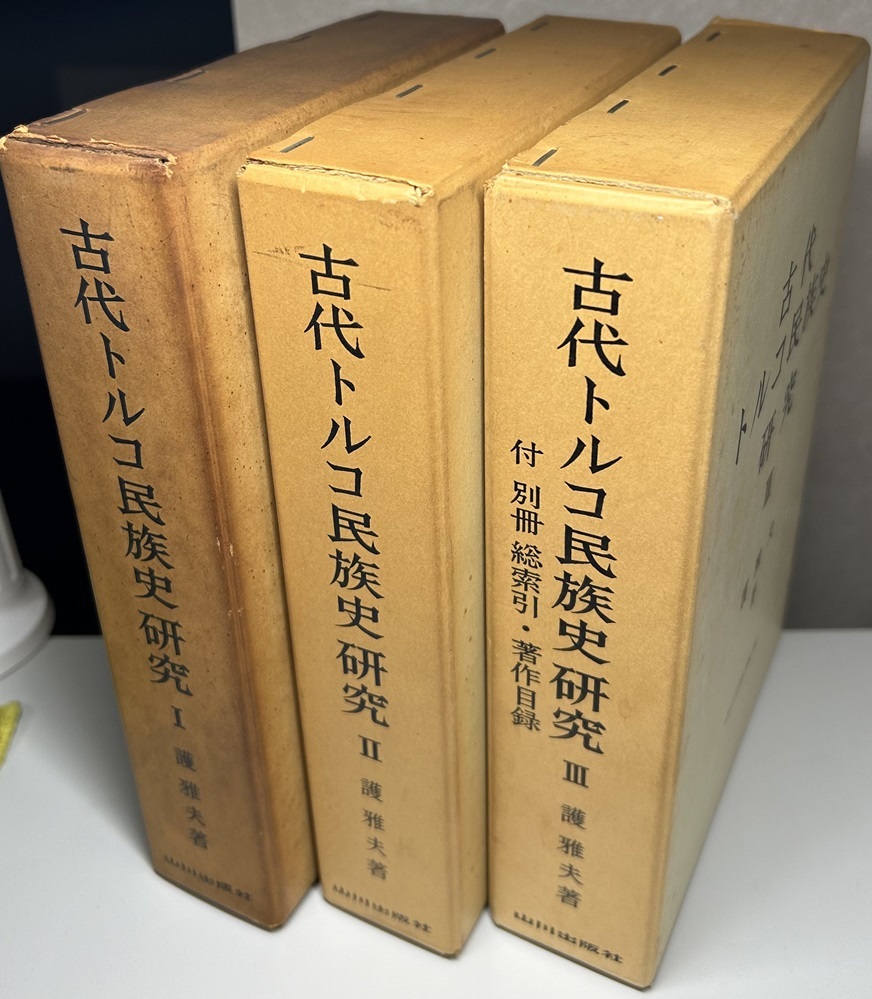 古代トルコ民族史研究 I
護雅夫著
山川出版社
古代トルコ民族史研究 II
護雅夫著
山川出版社
古代トルコ民族史研究 III
付 別冊 総索引・著作目録
護雅夫著
山川出版社
古代
トルコ民族史
研究